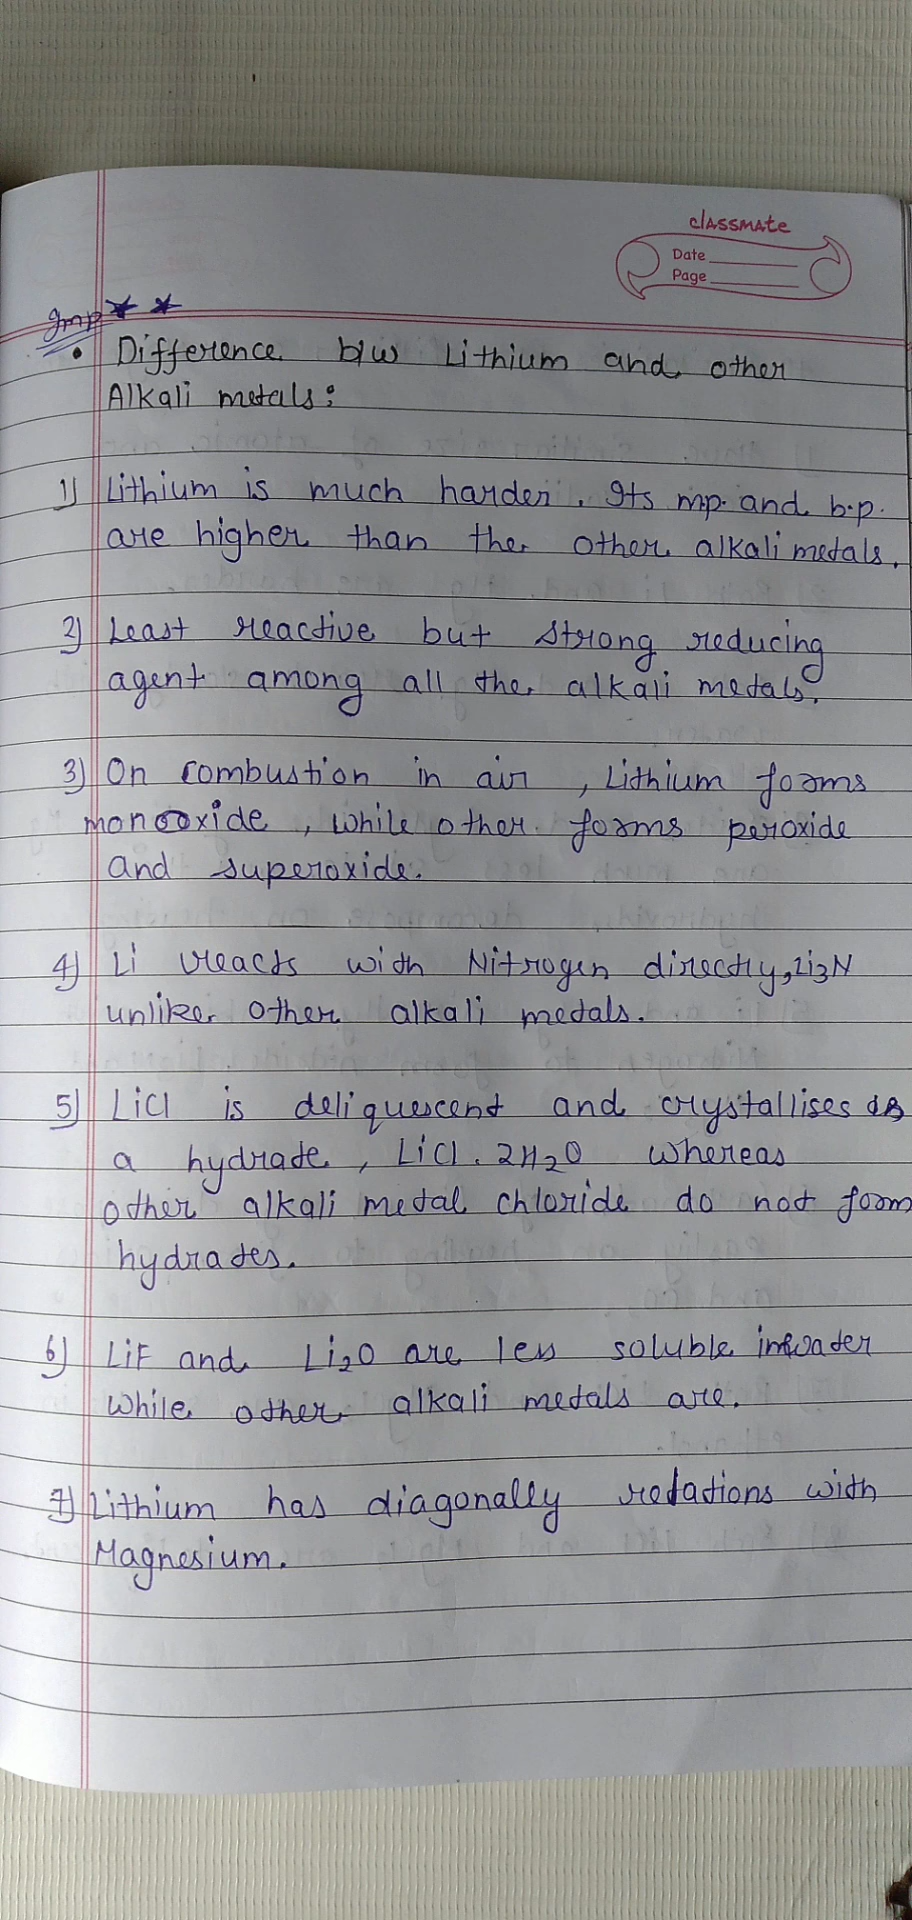 classmate
Date
Page
Imp ★ ★
• Difference b/w Lithium and other
Alkali metals:
1) Lithium is much harder. Its mp. and b.p.
are higher than the other alkali metals.
2) Least reactive but strong reducing
agent among all the alkali metals.
3) On combustion in air, Lithium forms
monooxide, while other forms peroxide
and superoxide.
4) Li reacts with Nitrogen directly, Li3N
unlike other alkali metals.
5) LiCl is deliquescent and crystallises as
a hydrate, LiCl. 2H2O whereas
other alkali metal chloride do not form
hydrates.
6) LiF and Li2O are less soluble in water
while other alkali metals are.
7) Lithium has diagonally relations with
Magnesium.